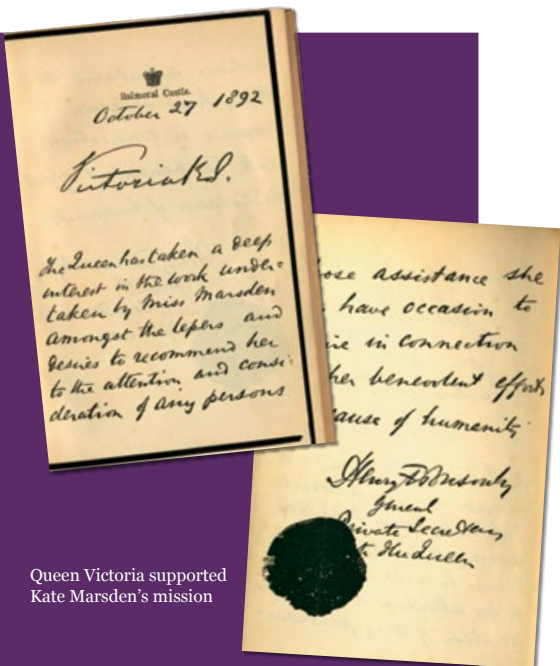 Balmoral Castle.
October 27 1892
Victoria R.I.
The Queen has taken a deep
interest in the work under=
taken by Miss Marsden
amongst the lepers and
desires to recommend her
to the attention and consi:
deration of any persons
ose assistance she
have occasion to
in connection
her benevolent efforts
ause of humanity
Henry Ponsonby
General
Private Secretary
to The Queen
Queen Victoria supported
Kate Marsden’s mission